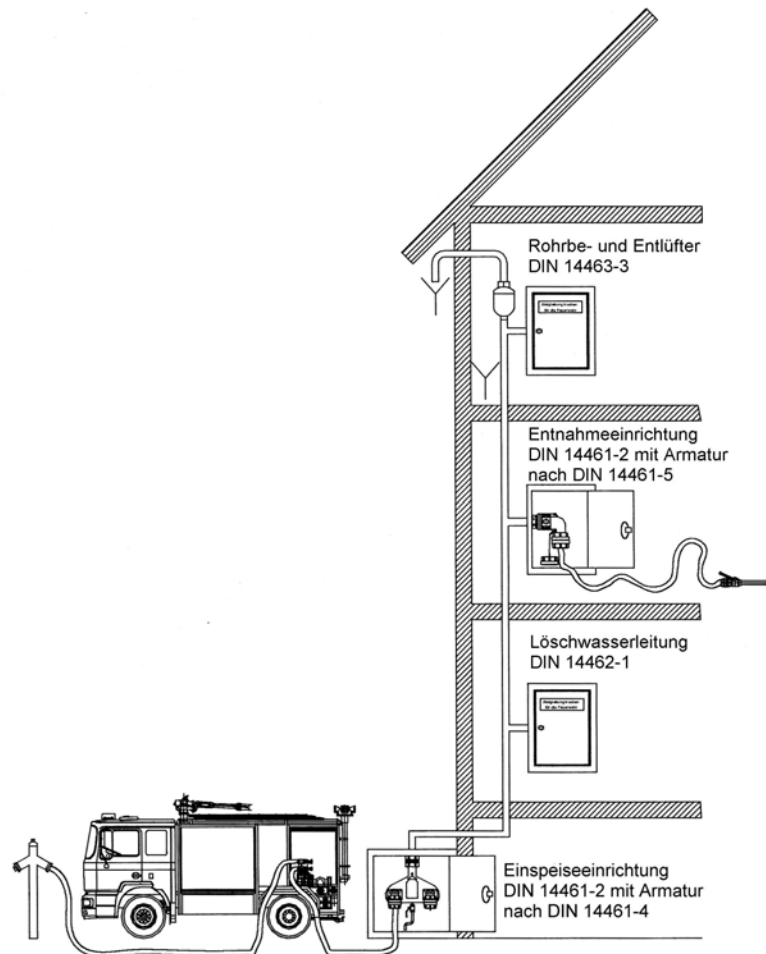 Rohrbe- und Entlüfter
DIN 14463-3
Entnahmeeinrichtung
DIN 14461-2 mit Armatur
nach DIN 14461-5
Löschwasserleitung
DIN 14462-1
Einspeiseeinrichtung
DIN 14461-2 mit Armatur
nach DIN 14461-4